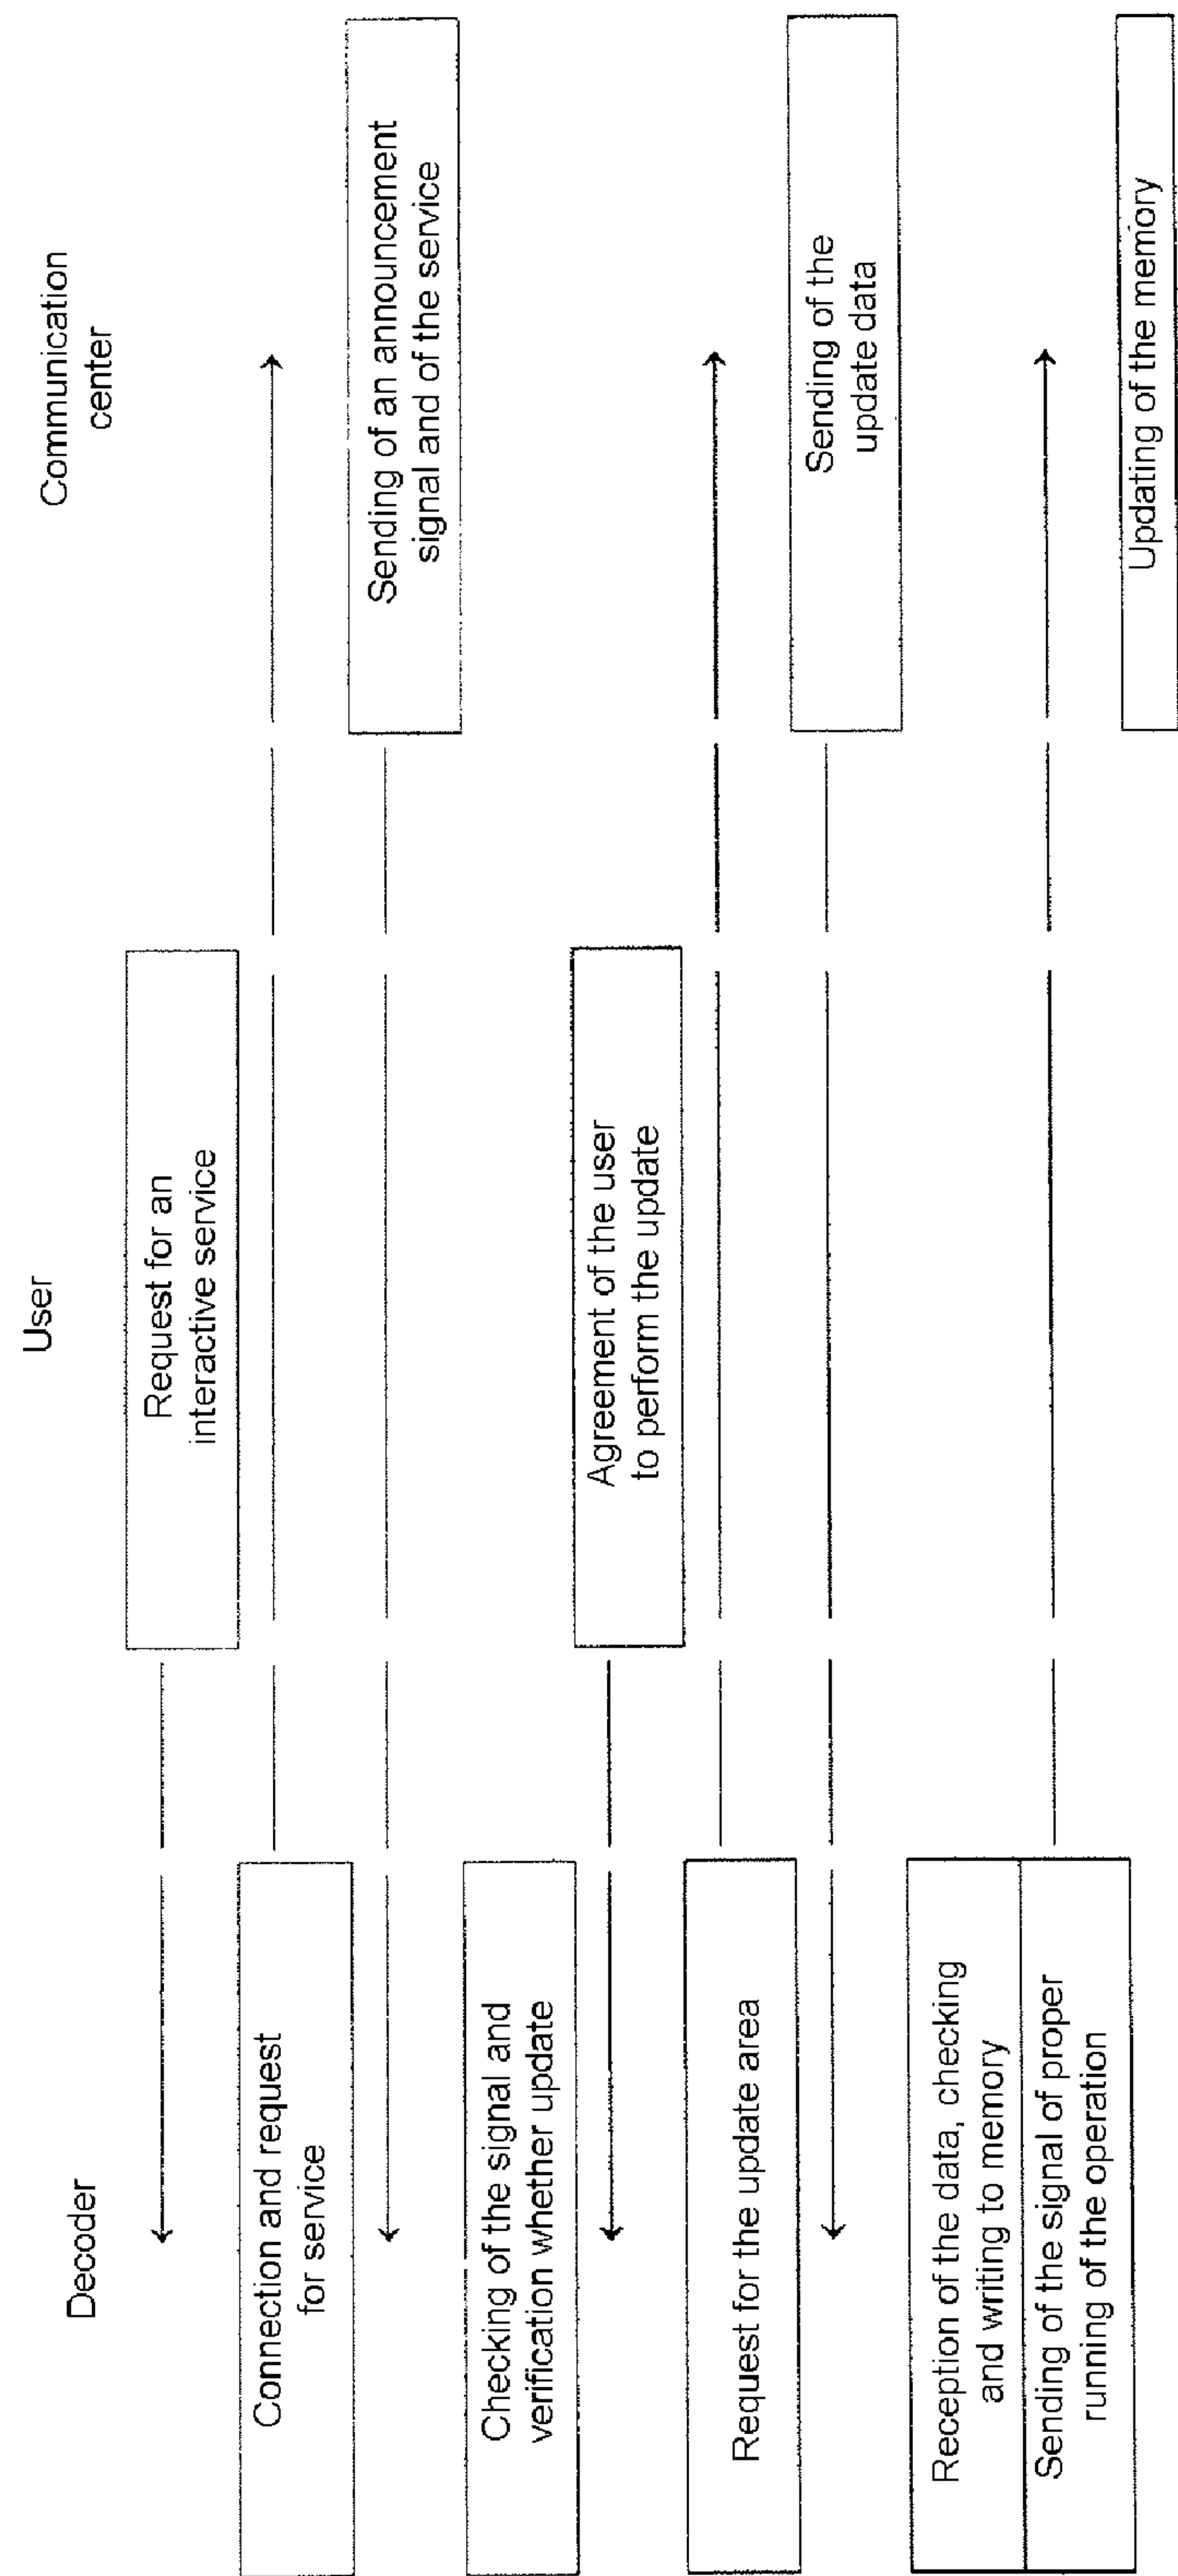 Decoder
User
Communication
center
Request for an
interactive service
Connection and request
for service
Sending of an announcement
signal and of the service
Checking of the signal and
verification whether update
Agreement of the user
to perform the update
Request for the update area
Sending of the
update data
Reception of the data, checking
and writing to memory
Sending of the signal of proper
running of the operation
Updating of the memory